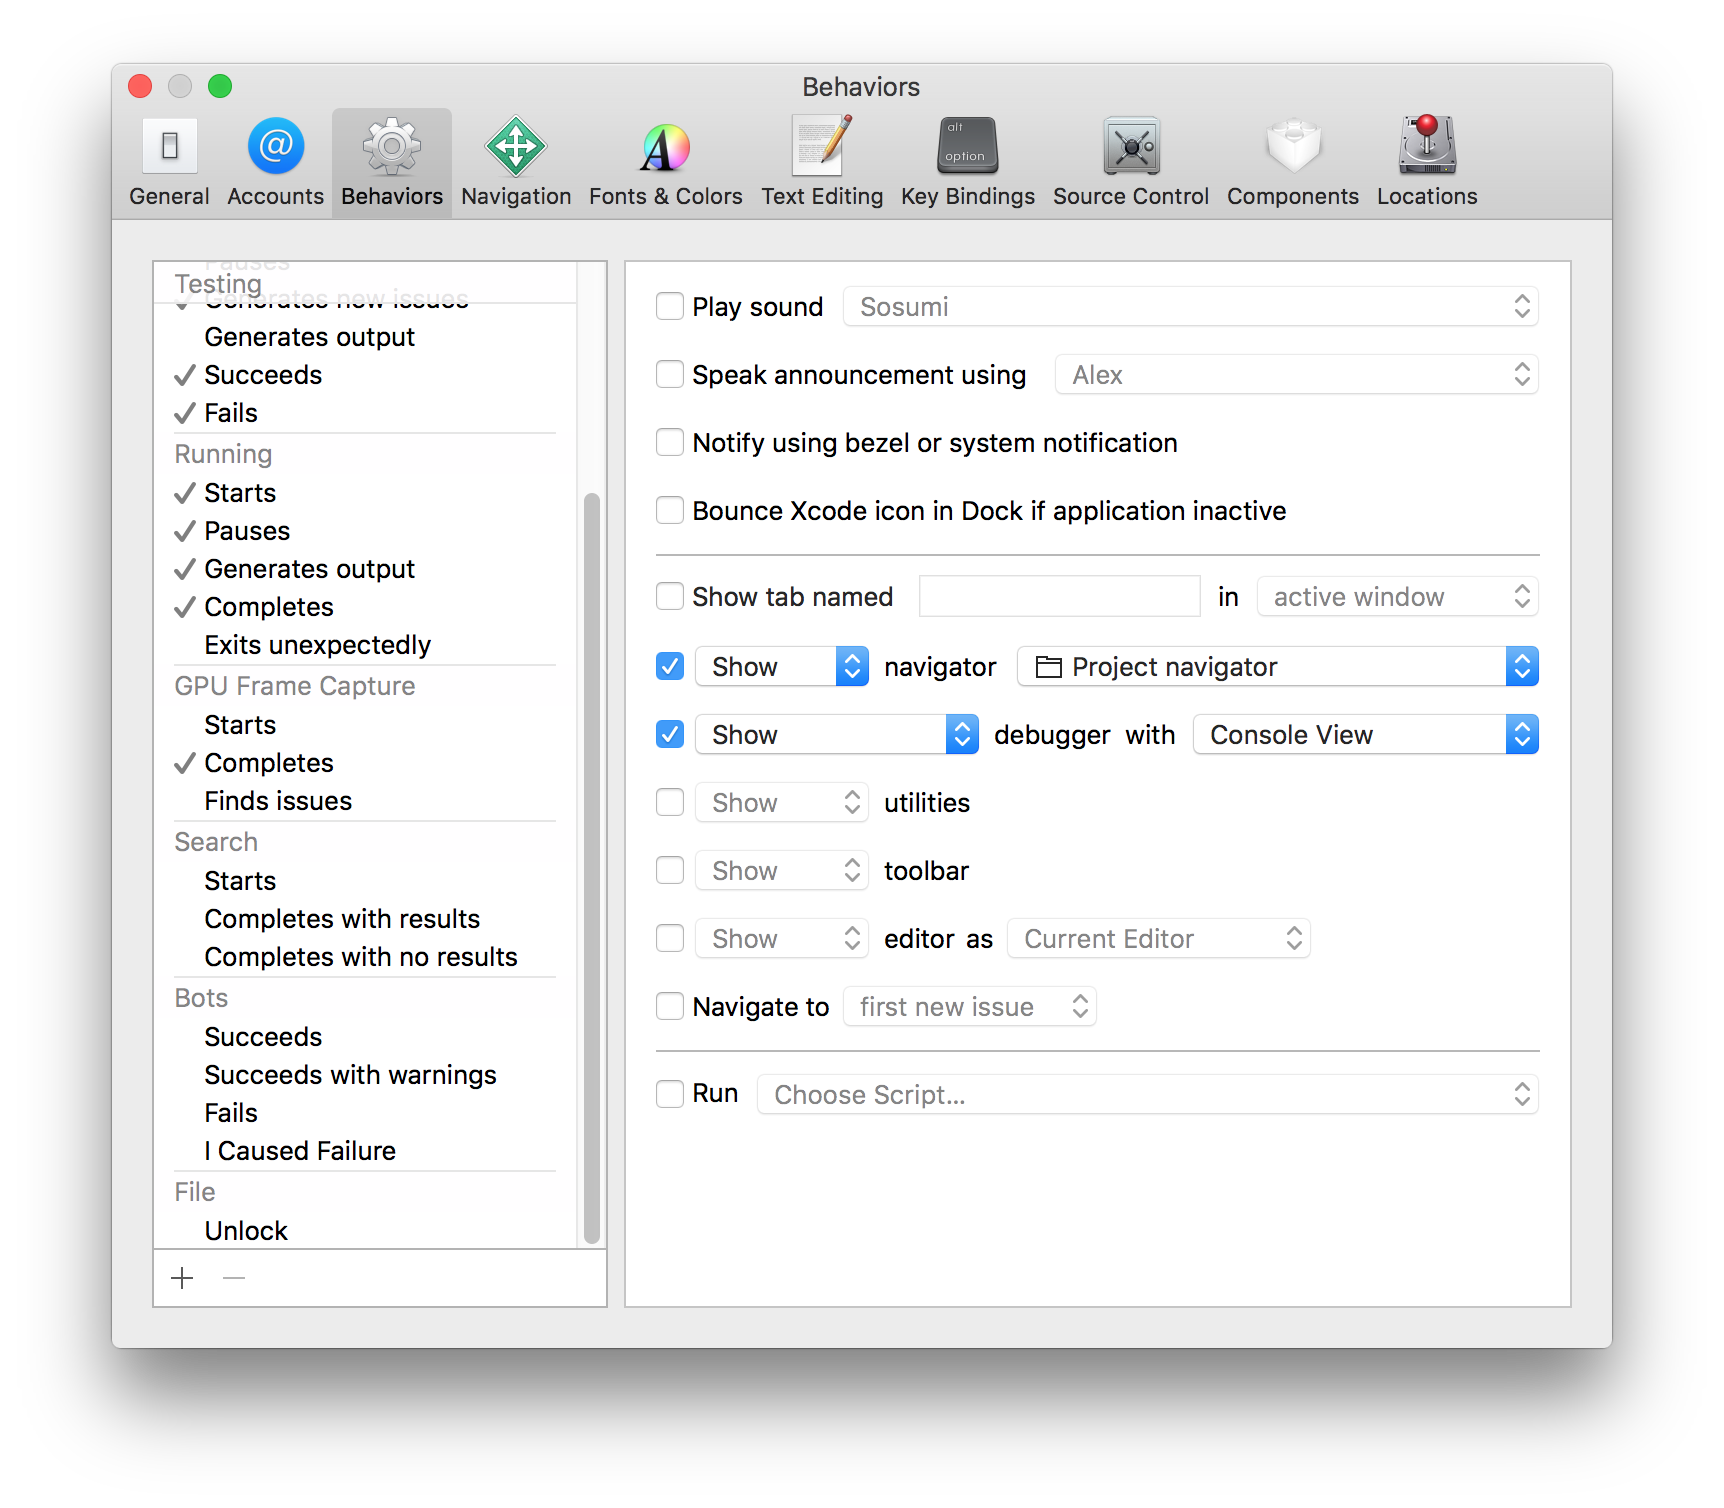 Behaviors
General Accounts Behaviors Navigation Fonts & Colors Text Editing Key Bindings Source Control Components Locations
alt
option
Pauses
Testing
Generates new issues
Generates output
Succeeds
Fails
Running
Starts
Pauses
Generates output
Completes
Exits unexpectedly
GPU Frame Capture
Starts
Completes
Finds issues
Search
Starts
Completes with results
Completes with no results
Bots
Succeeds
Succeeds with warnings
Fails
I Caused Failure
File
Unlock
Play sound Sosumi
Speak announcement using Alex
Notify using bezel or system notification
Bounce Xcode icon in Dock if application inactive
Show tab named in active window
Show navigator Project navigator
Show debugger with Console View
Show utilities
Show toolbar
Show editor as Current Editor
Navigate to first new issue
Run Choose Script...